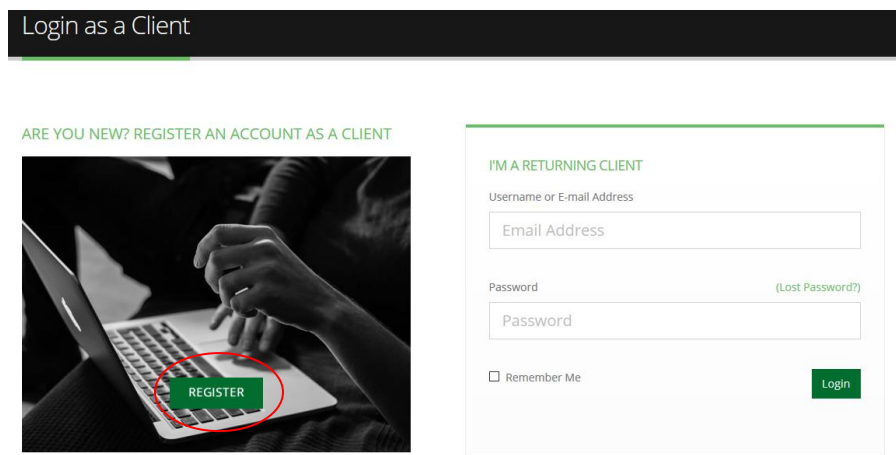 Login as a Client
ARE YOU NEW? REGISTER AN ACCOUNT AS A CLIENT
REGISTER
I'M A RETURNING CLIENT
Username or E-mail Address
Email Address
Password (Lost Password?)
Password
Remember Me Login